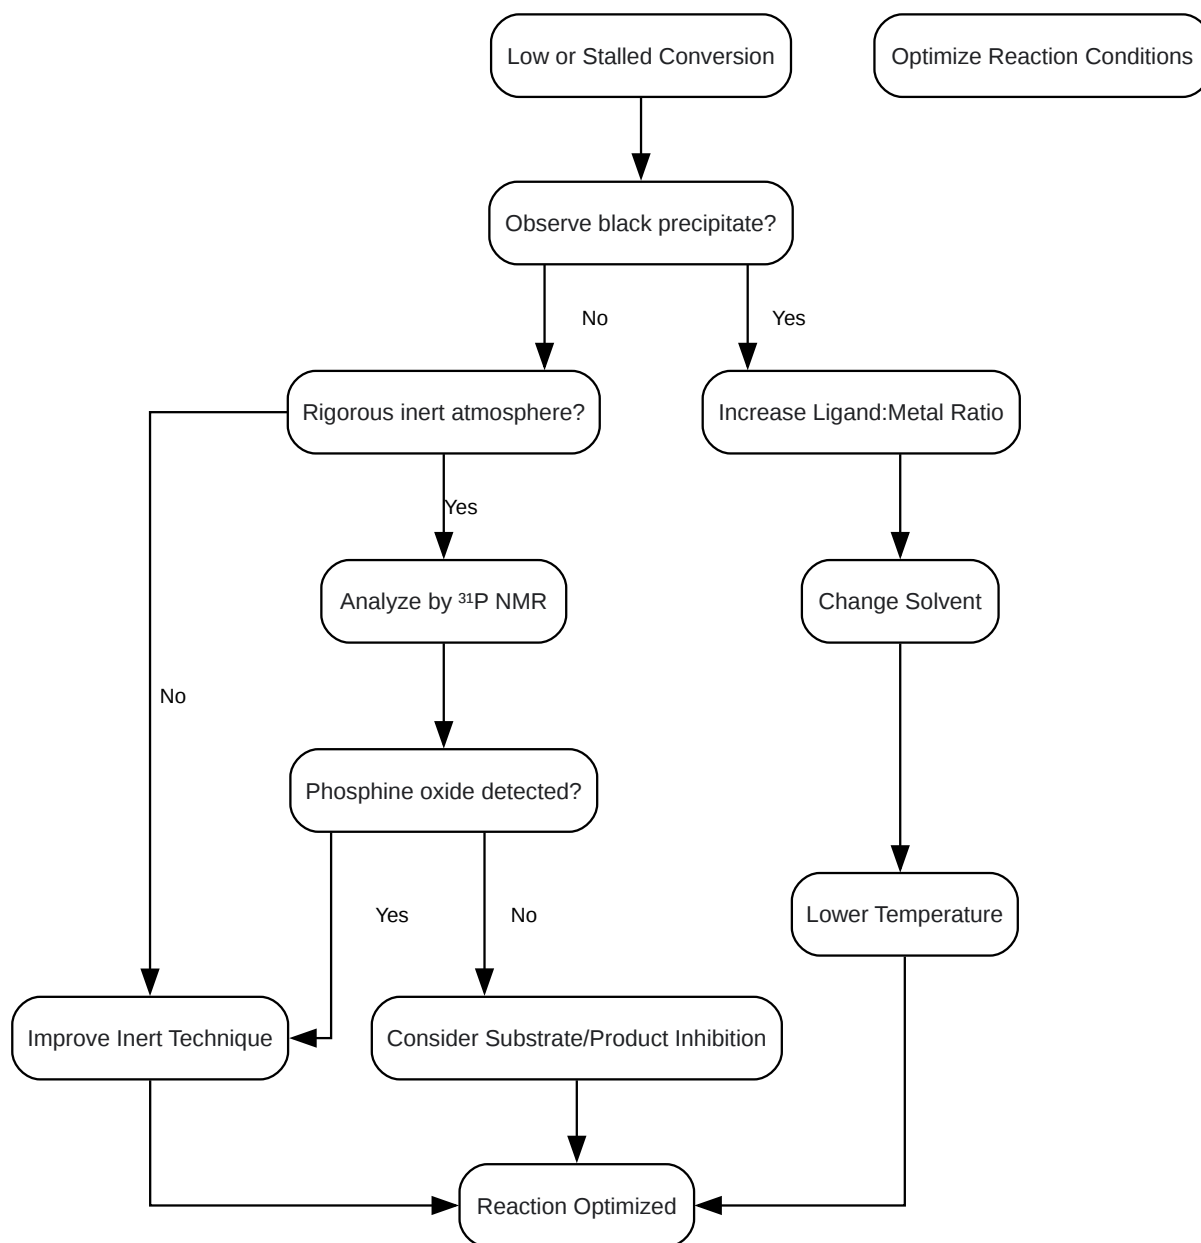 Low or Stalled Conversion
Optimize Reaction Conditions
Observe black precipitate?
No
Yes
Rigorous inert atmosphere?
Increase Ligand:Metal Ratio
Yes
Analyze by ³¹P NMR
Change Solvent
No
Phosphine oxide detected?
Yes
No
Lower Temperature
Improve Inert Technique
Consider Substrate/Product Inhibition
Reaction Optimized